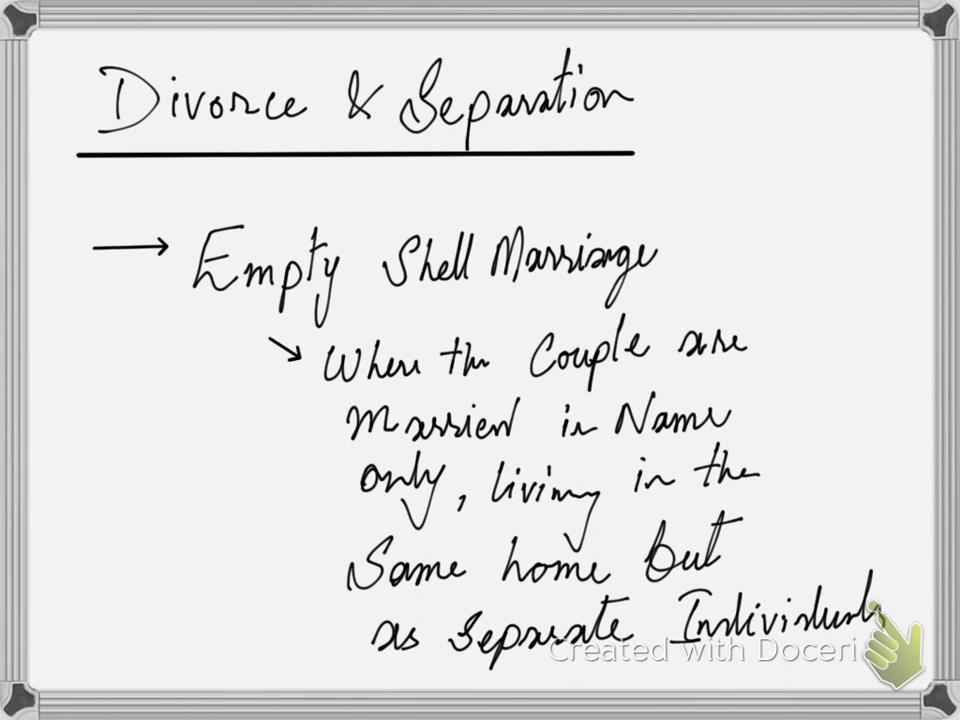 Divorce & Separation
→ Empty Shell Marriage
↘ Where the Couple are
Married in Name
only, living in the
Same home but
as Separate Individuals
Created with Doceri